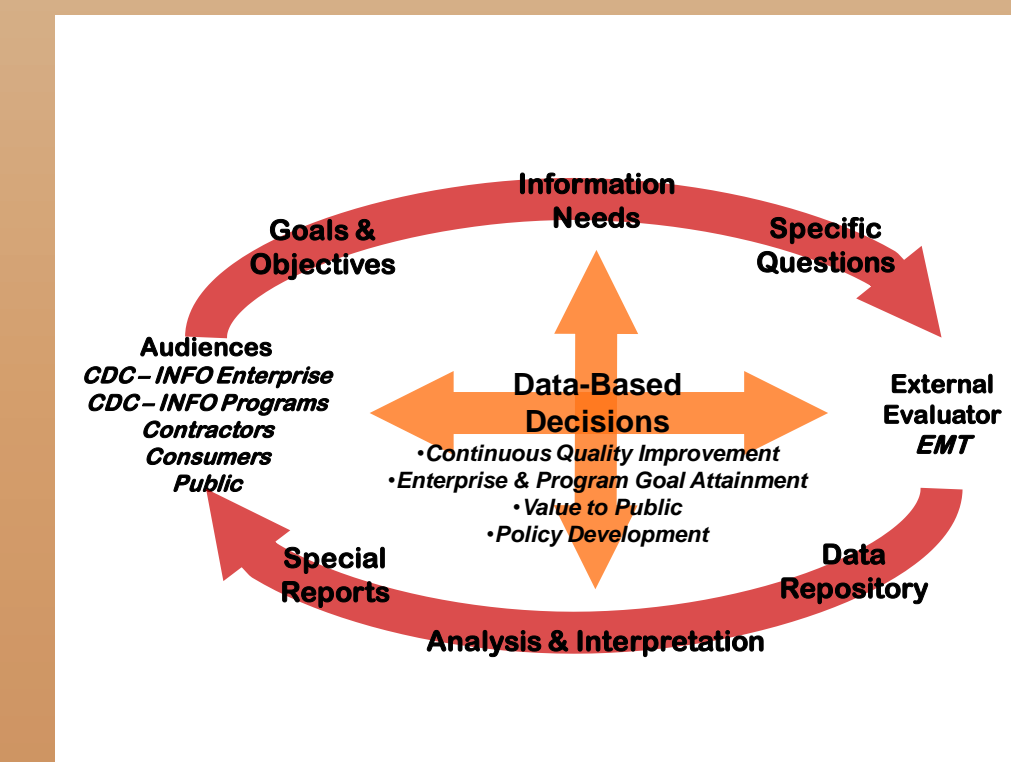 Information
Needs
Goals &
Objectives
Specific
Questions
Audiences
CDC – INFO Enterprise
CDC – INFO Programs
Contractors
Consumers
Public
Data-Based
Decisions
•Continuous Quality Improvement
•Enterprise & Program Goal Attainment
•Value to Public
•Policy Development
External
Evaluator
EMT
Special
Reports
Data
Repository
Analysis & Interpretation